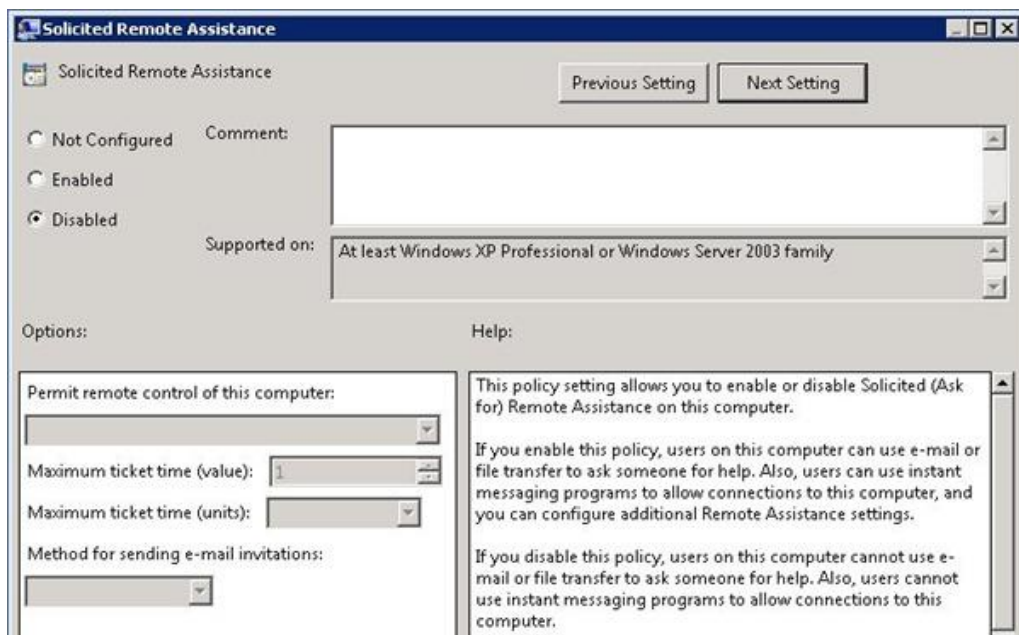 Solicited Remote Assistance
Solicited Remote Assistance
Previous Setting
Next Setting
Not Configured
Comment:
Enabled
Disabled
Supported on:
At least Windows XP Professional or Windows Server 2003 family
Options:
Help:
Permit remote control of this computer:
Maximum ticket time (value):
1
Maximum ticket time (units):
Method for sending e-mail invitations:
This policy setting allows you to enable or disable Solicited (Ask
for) Remote Assistance on this computer.
If you enable this policy, users on this computer can use e-mail or
file transfer to ask someone for help. Also, users can use instant
messaging programs to allow connections to this computer, and
you can configure additional Remote Assistance settings.
If you disable this policy, users on this computer cannot use e-
mail or file transfer to ask someone for help. Also, users cannot
use instant messaging programs to allow connections to this
computer.